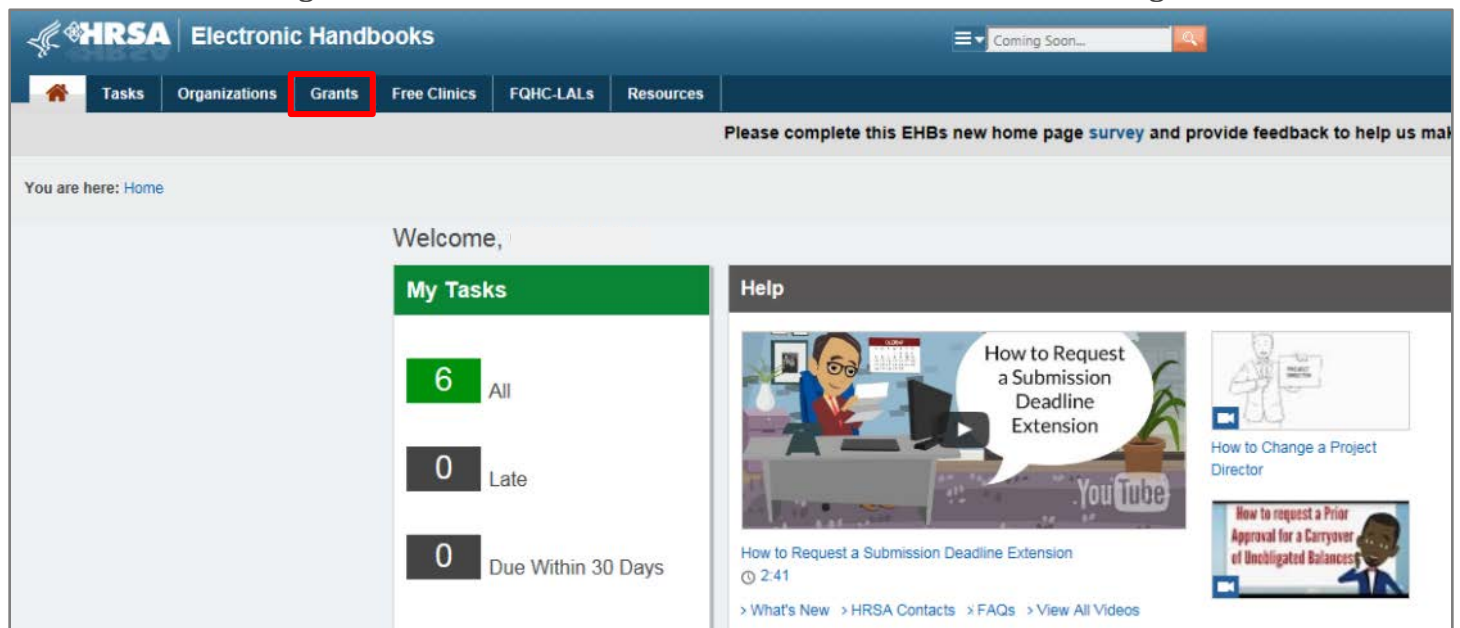 HRSA Electronic Handbooks
Coming Soon...
Tasks Organizations Grants Free Clinics FQHC-LALs Resources
Please complete this EHBs new home page survey and provide feedback to help us
You are here: Home
Welcome,
My Tasks
6 All
0 Late
0 Due Within 30 Days
Help
How to Request
a Submission
Deadline
Extension
YouTube
How to Request a Submission Deadline Extension
2:41
> What's New > HRSA Contacts > FAQs > View All Videos
PROJECT
DIRECTOR
How to Change a Project
Director
How to request a Prior
Approval for a Carryover
of Unobligated Balances